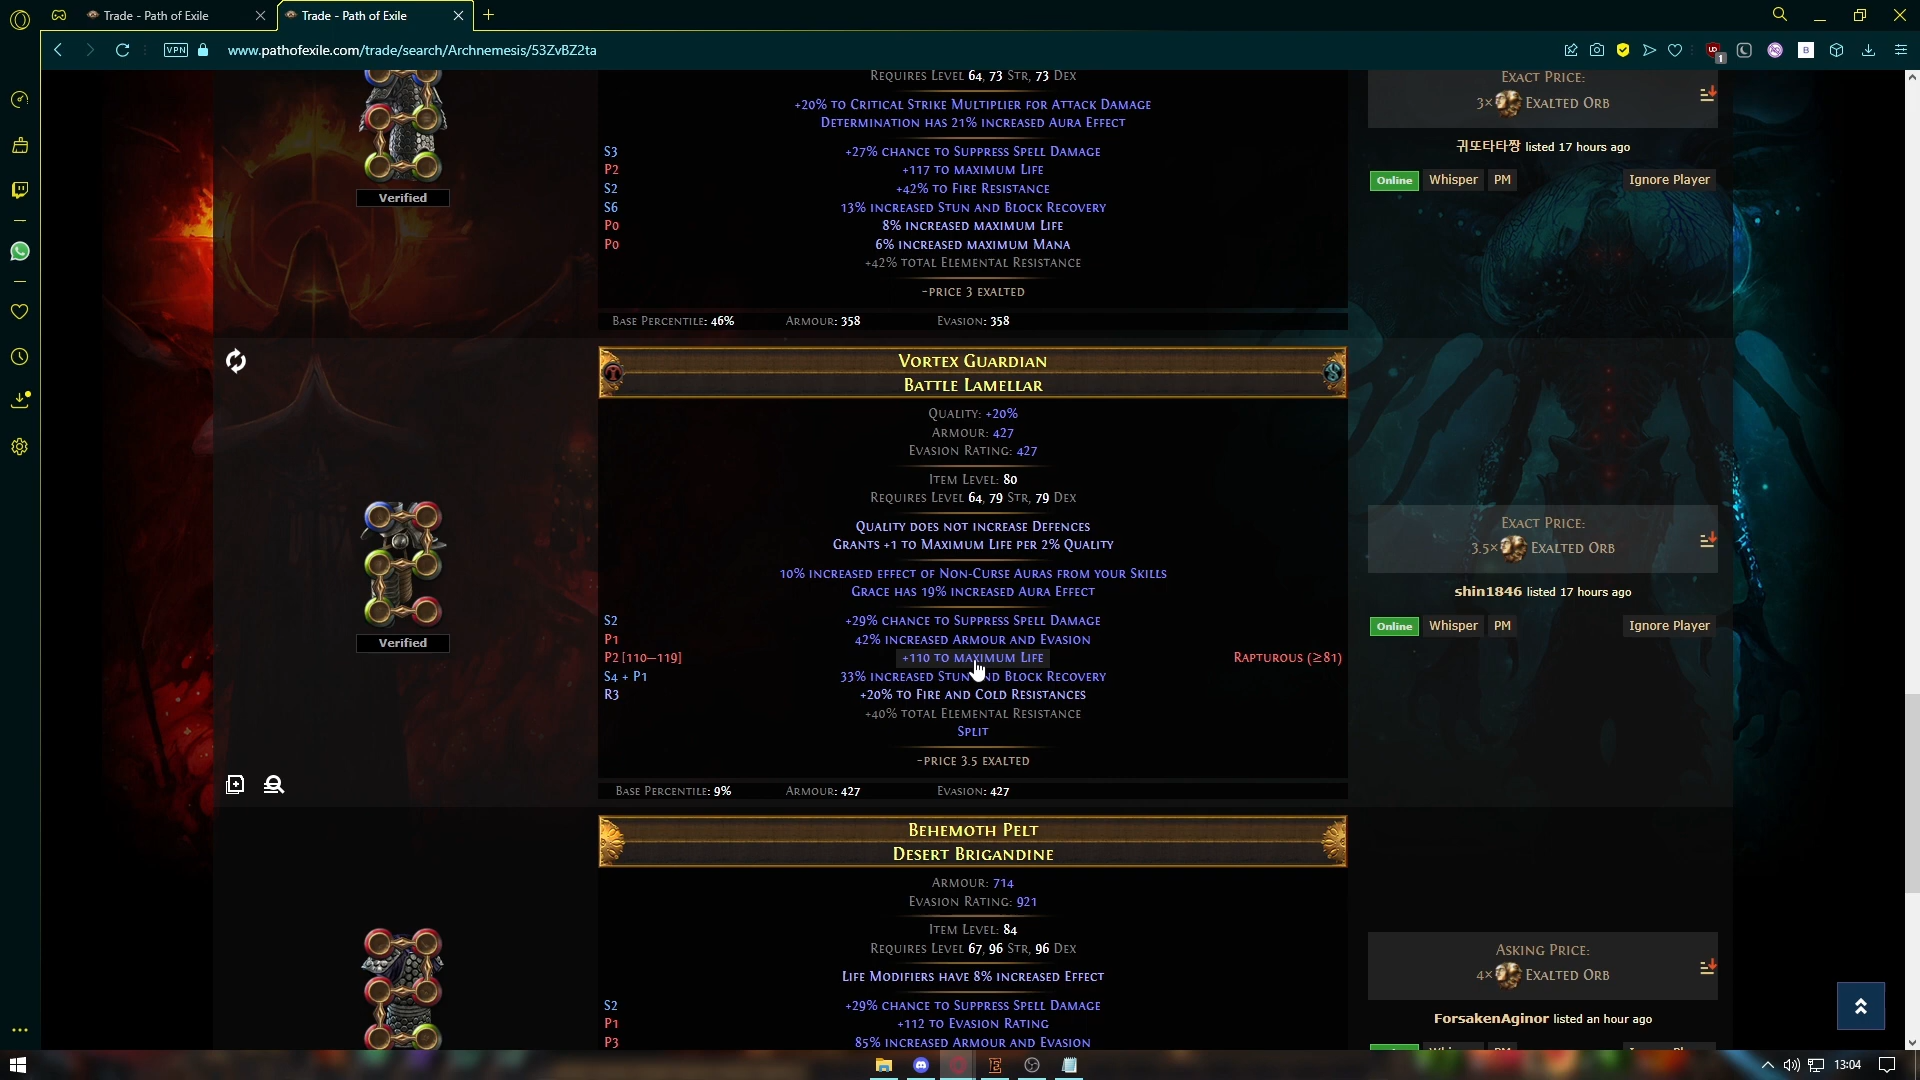 Trade - Path of Exile
Trade - Path of Exile
VPN
www.pathofexile.com/trade/search/Archnemesis/53ZvBZ2ta
Requires Level 64, 73 Str, 73 Dex
+20% to Critical Strike Multiplier for Attack Damage
Determination has 21% increased Aura Effect
S3 +27% chance to Suppress Spell Damage
P2 +117 to maximum Life
S2 +42% to Fire Resistance
S6 13% increased Stun and Block Recovery
P0 8% increased maximum Life
P0 6% increased maximum Mana
+42% total Elemental Resistance
~price 3 exalted
Base Percentile: 46% Armour: 358 Evasion: 358
Verified
Exact Price:
3× Exalted Orb
귀또타타짱 listed 17 hours ago
Online Whisper PM Ignore Player
Vortex Guardian
Battle Lamellar
Quality: +20%
Armour: 427
Evasion Rating: 427
Item Level: 80
Requires Level 64, 79 Str, 79 Dex
Quality does not increase Defences
Grants +1 to Maximum Life per 2% Quality
10% increased effect of Non-Curse Auras from your Skills
Grace has 19% increased Aura Effect
S2 +29% chance to Suppress Spell Damage
P1 42% increased Armour and Evasion
P2 [110—119] +110 to maximum Life Rapturous (≥81)
S4 + P1 33% increased Stun and Block Recovery
R3 +20% to Fire and Cold Resistances
+40% total Elemental Resistance
Split
~price 3.5 exalted
Base Percentile: 9% Armour: 427 Evasion: 427
Verified
Exact Price:
3.5× Exalted Orb
shin1846 listed 17 hours ago
Online Whisper PM Ignore Player
Behemoth Pelt
Desert Brigandine
Armour: 714
Evasion Rating: 921
Item Level: 84
Requires Level 67, 96 Str, 96 Dex
Life Modifiers have 8% increased Effect
S2 +29% chance to Suppress Spell Damage
P1 +112 to Evasion Rating
P3 85% increased Armour and Evasion
Asking Price:
4× Exalted Orb
ForsakenAginor listed an hour ago
13:04